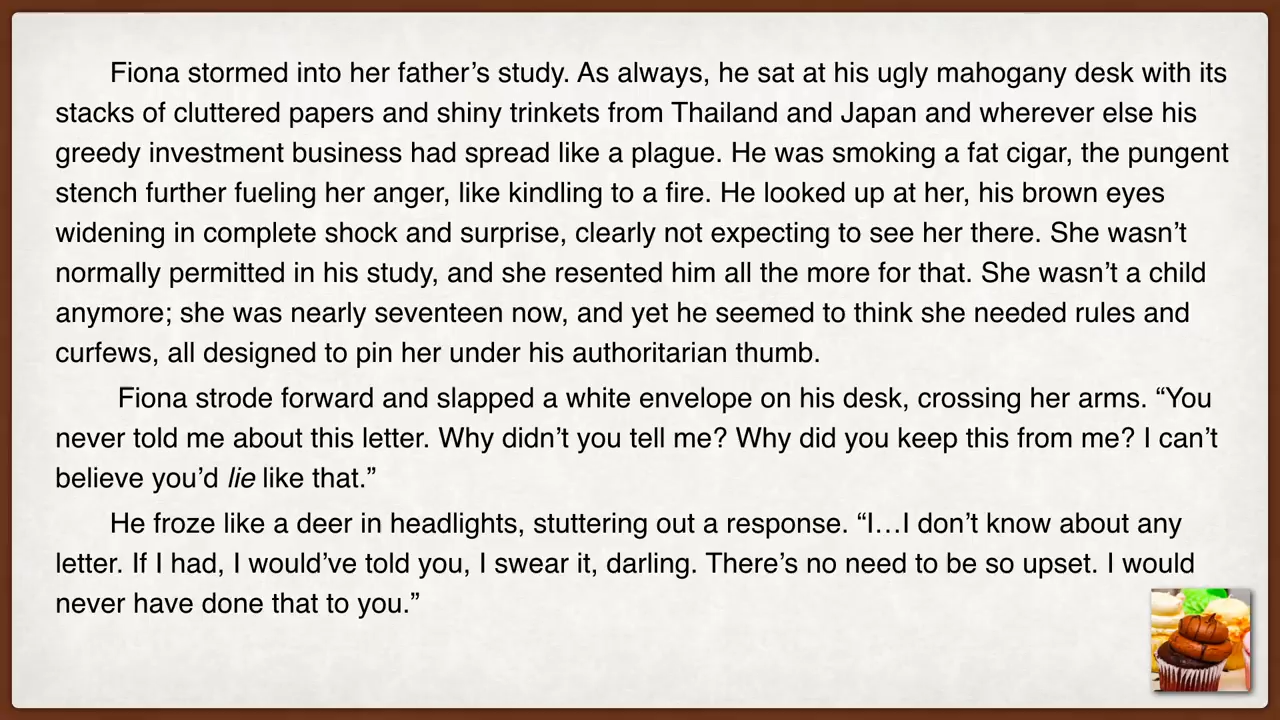 Fiona stormed into her father’s study. As always, he sat at his ugly mahogany desk with its
stacks of cluttered papers and shiny trinkets from Thailand and Japan and wherever else his
greedy investment business had spread like a plague. He was smoking a fat cigar, the pungent
stench further fueling her anger, like kindling to a fire. He looked up at her, his brown eyes
widening in complete shock and surprise, clearly not expecting to see her there. She wasn’t
normally permitted in his study, and she resented him all the more for that. She wasn’t a child
anymore; she was nearly seventeen now, and yet he seemed to think she needed rules and
curfews, all designed to pin her under his authoritarian thumb.
Fiona strode forward and slapped a white envelope on his desk, crossing her arms. “You
never told me about this letter. Why didn’t you tell me? Why did you keep this from me? I can’t
believe you’d lie like that.”
He froze like a deer in headlights, stuttering out a response. “I…I don’t know about any
letter. If I had, I would’ve told you, I swear it, darling. There’s no need to be so upset. I would
never have done that to you.”